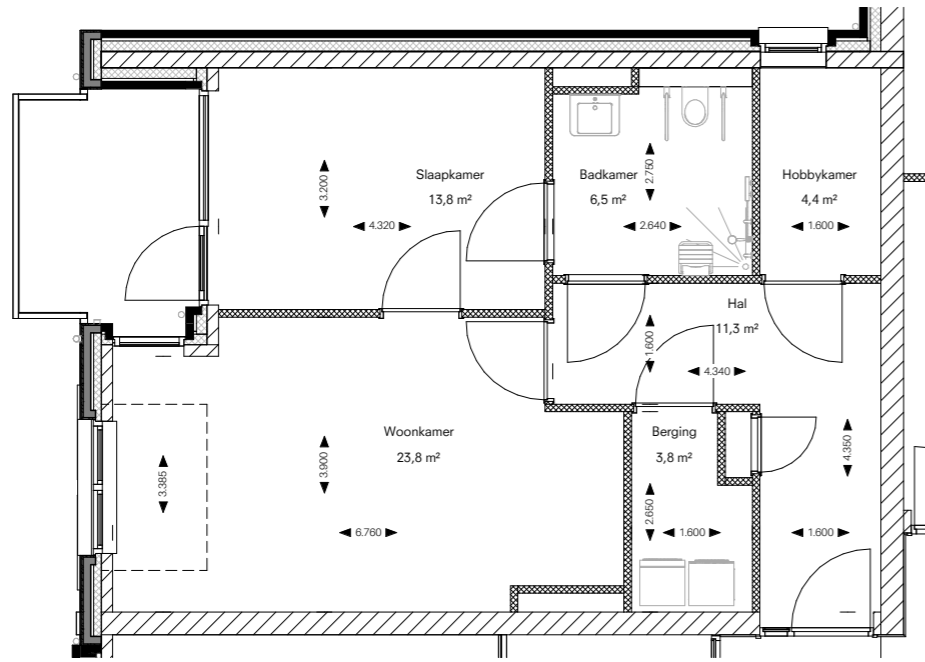 Slaapkamer
13,8 m²
3.200
4.320
Badkamer
6,5 m²
2.750
2.640
Hobbykamer
4,4 m²
1.600
Hal
11,3 m²
1.600
4.340
Woonkamer
23,8 m²
3.385
3.900
6.760
Berging
3,8 m²
2.650
1.600
4.350
1.600